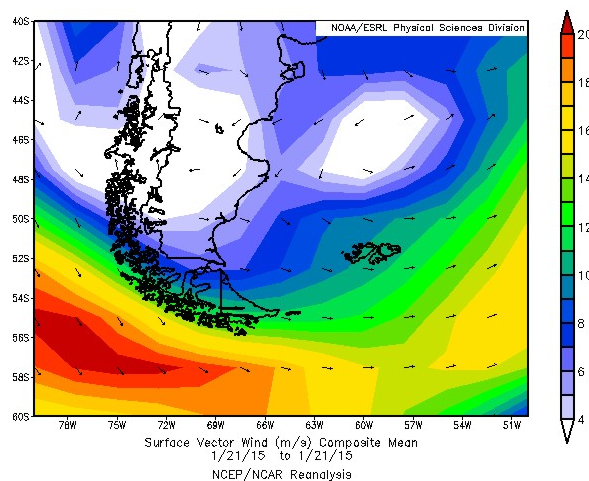 NOAA/ESRL Physical Sciences Division
40S
42S
44S
46S
48S
50S
52S
54S
56S
58S
60S
78W 75W 72W 69W 66W 63W 60W 57W 54W 51W
20
18
16
14
12
10
8
6
4
Surface Vector Wind (m/s) Composite Mean
1/21/15 to 1/21/15
NCEP/NCAR Reanalysis